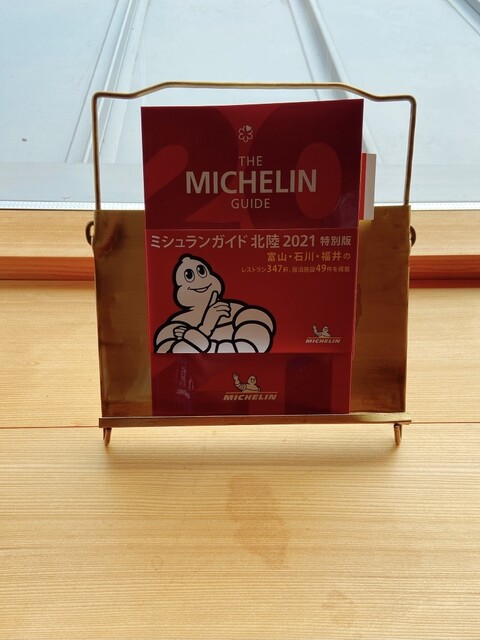 THE
MICHELIN
GUIDE
ミシュランガイド 北陸 2021 特別版
富山・石川・福井の
レストラン347軒、宿泊施設49件を掲載
MICHELIN
MICHELIN